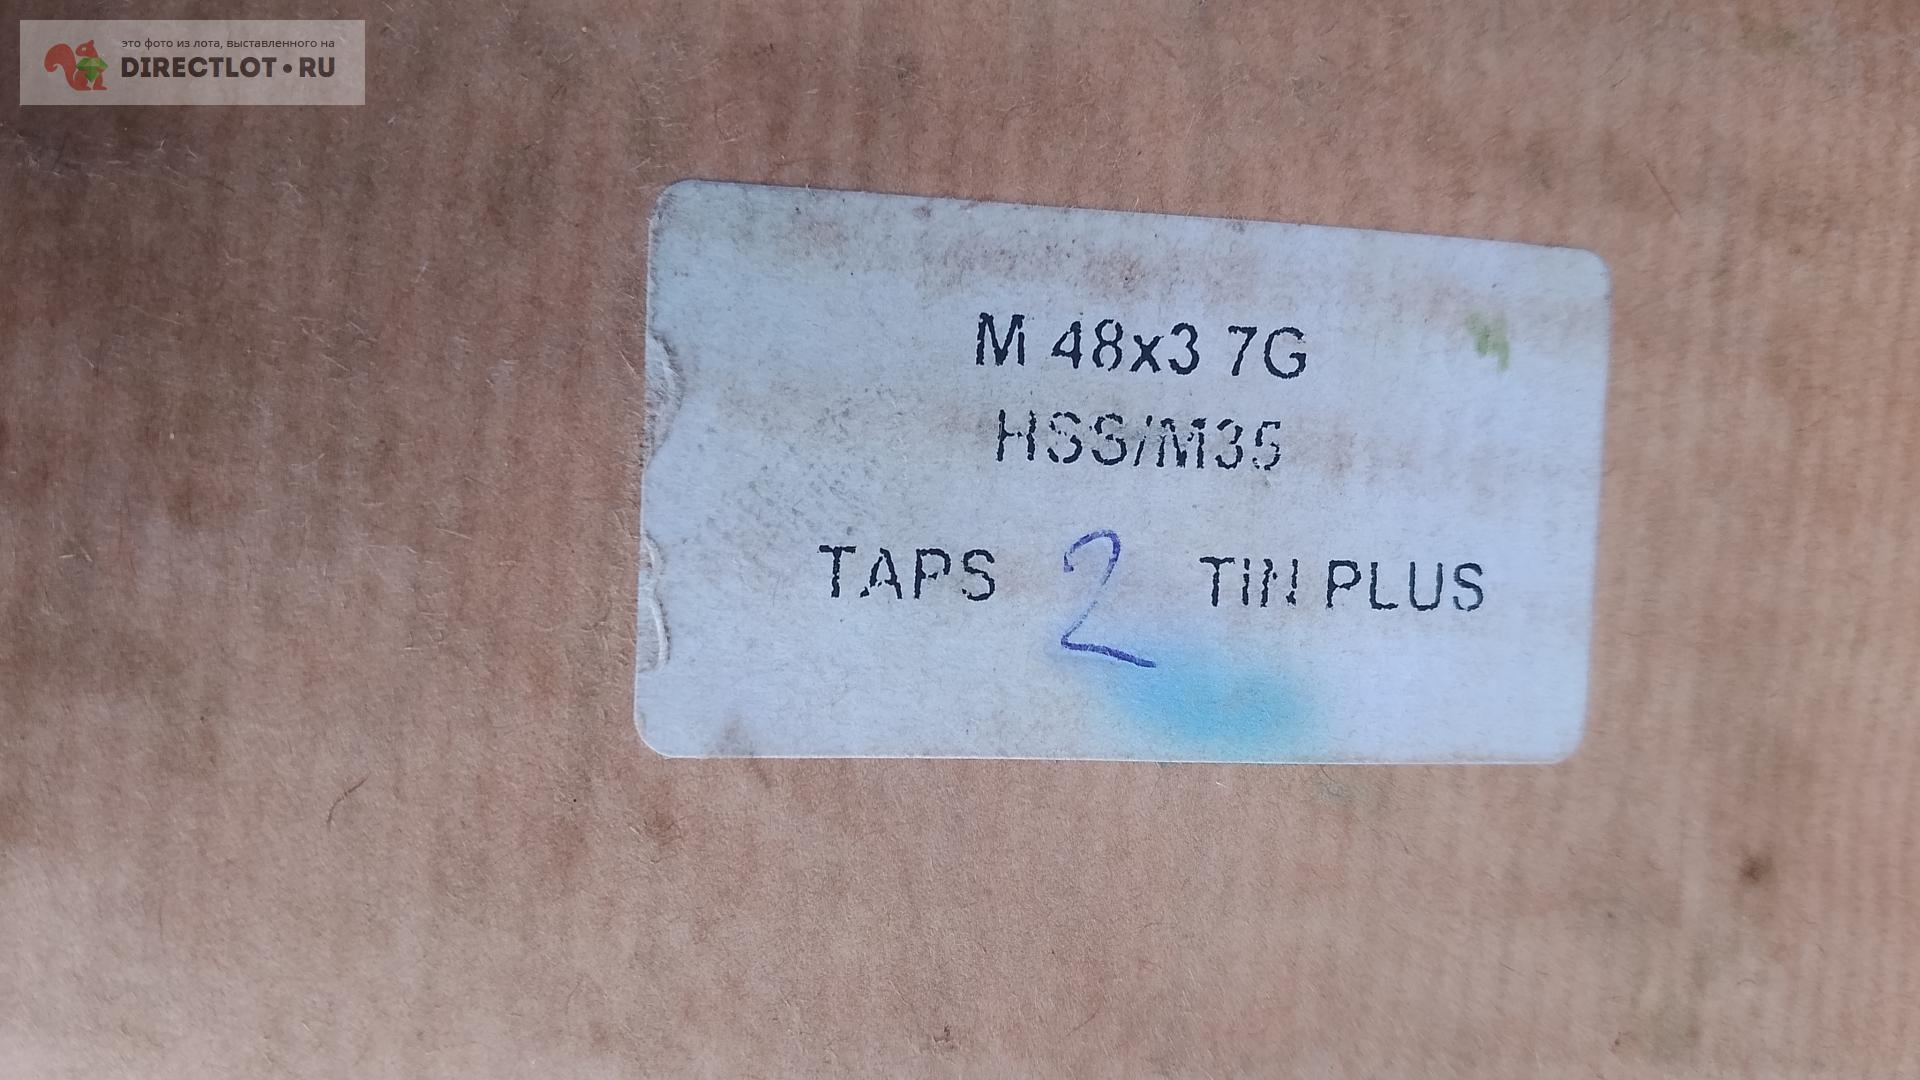 это фото из лота, выставленного на
DIRECTLOT•RU
M 48x3 7G
HSS/M35
TAPS 2 TiN PLUS